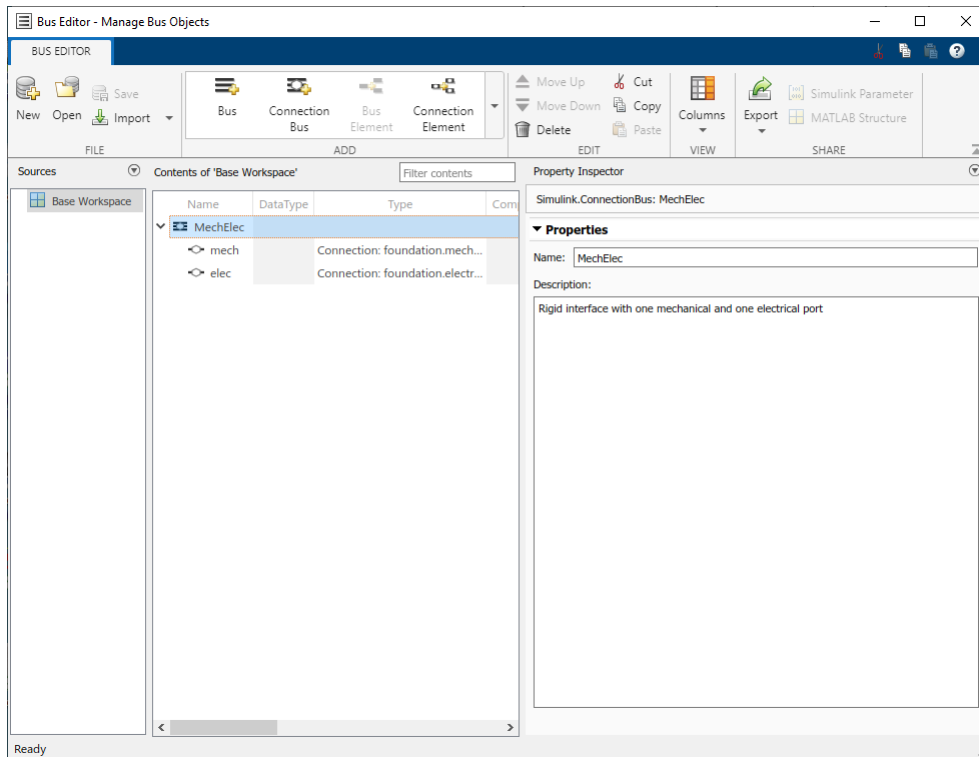 Bus Editor - Manage Bus Objects
BUS EDITOR
New
Open
Save
Import
FILE
Bus
Connection
Bus
Bus
Element
Connection
Element
ADD
Move Up
Move Down
Delete
Cut
Copy
Paste
EDIT
Columns
VIEW
Export
Simulink Parameter
MATLAB Structure
SHARE
Sources
Base Workspace
Contents of 'Base Workspace'
Filter contents
Name DataType Type Com
MechElec
mech Connection: foundation.mech...
elec Connection: foundation.electr...
Property Inspector
Simulink.ConnectionBus: MechElec
Properties
Name: MechElec
Description:
Rigid interface with one mechanical and one electrical port
Ready